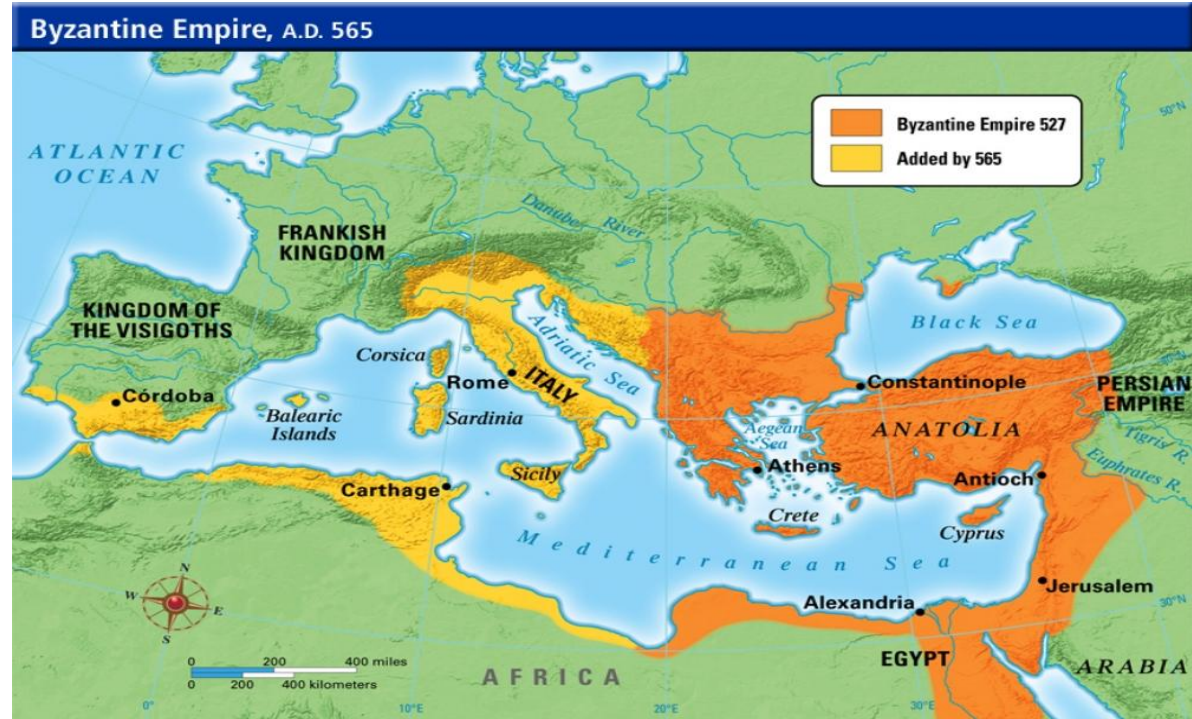 Byzantine Empire, A.D. 565
Byzantine Empire 527
Added by 565
50°N
ATLANTIC
OCEAN
FRANKISH
KINGDOM
Danube River
KINGDOM OF
THE VISIGOTHS
Black Sea
Corsica
Adriatic Sea
40°N
Córdoba
Rome
ITALY
Constantinople
PERSIAN
EMPIRE
Balearic
Islands
Sardinia
Aegean
Sea
ANATOLIA
Tigris R.
Euphrates R.
Sicily
Athens
Carthage
Antioch
Crete
Cyprus
Mediterranean Sea
N
W
E
S
Jerusalem
Alexandria
30°N
0 200 400 miles
0 200 400 kilometers
AFRICA
EGYPT
ARABIA
0°
10°E
20°E
30°E